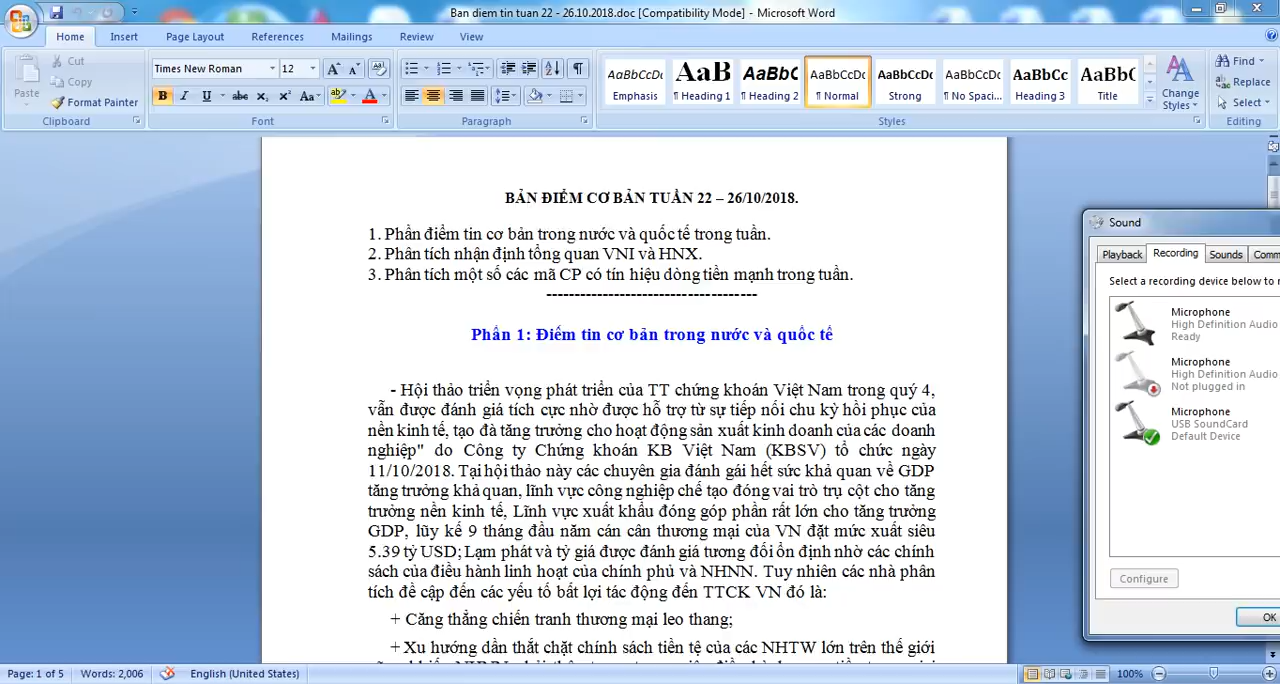 Ban diem tin tuan 22 - 26.10.2018.doc [Compatibility Mode] - Microsoft Word
Home Insert Page Layout References Mailings Review View
Paste
Cut
Copy
Format Painter
Clipboard
Times New Roman 12
B I U abc x₂ x² Aa
Font
Paragraph
AaBbCcDc AaB AaBbC AaBbCcDc AaBbCcDc AaBbCcDc AaBbCc AaBbC
Emphasis ¶ Heading 1 ¶ Heading 2 ¶ Normal Strong ¶ No Spaci... Heading 3 Title
Change
Styles
Styles
Find
Replace
Select
Editing
BẢN ĐIỂM CƠ BẢN TUẦN 22 – 26/10/2018.
1. Phần điểm tin cơ bản trong nước và quốc tế trong tuần.
2. Phân tích nhận định tổng quan VNI và HNX.
3. Phân tích một số các mã CP có tín hiệu dòng tiền mạnh trong tuần.
-------------------------------------
Phần 1: Điểm tin cơ bản trong nước và quốc tế
- Hội thảo triển vọng phát triển của TT chứng khoán Việt Nam trong quý 4,
vẫn được đánh giá tích cực nhờ được hỗ trợ từ sự tiếp nối chu kỳ hồi phục của
nền kinh tế, tạo đà tăng trưởng cho hoạt động sản xuất kinh doanh của các doanh
nghiệp" do Công ty Chứng khoán KB Việt Nam (KBSV) tổ chức ngày
11/10/2018. Tại hội thảo này các chuyên gia đánh gái hết sức khả quan về GDP
tăng trưởng khả quan, lĩnh vực công nghiệp chế tạo đóng vai trò trụ cột cho tăng
trưởng nền kinh tế, Lĩnh vực xuất khẩu đóng góp phần rất lớn cho tăng trưởng
GDP, lũy kế 9 tháng đầu năm cán cân thương mại của VN đặt mức xuất siêu
5.39 tỷ USD; Lạm phát và tỷ giá được đánh giá tương đối ổn định nhờ các chính
sách của điều hành linh hoạt của chính phủ và NHNN. Tuy nhiên các nhà phân
tích đề cập đến các yếu tố bất lợi tác động đến TTCK VN đó là:
+ Căng thẳng chiến tranh thương mại leo thang;
+ Xu hướng dần thắt chặt chính sách tiền tệ của các NHTW lớn trên thế giới
Sound
Playback Recording Sounds Comm
Select a recording device below to
Microphone
High Definition Audio
Ready
Microphone
High Definition Audio
Not plugged in
Microphone
USB SoundCard
Default Device
Configure
OK
Page: 1 of 5 Words: 2,006 English (United States) 100%